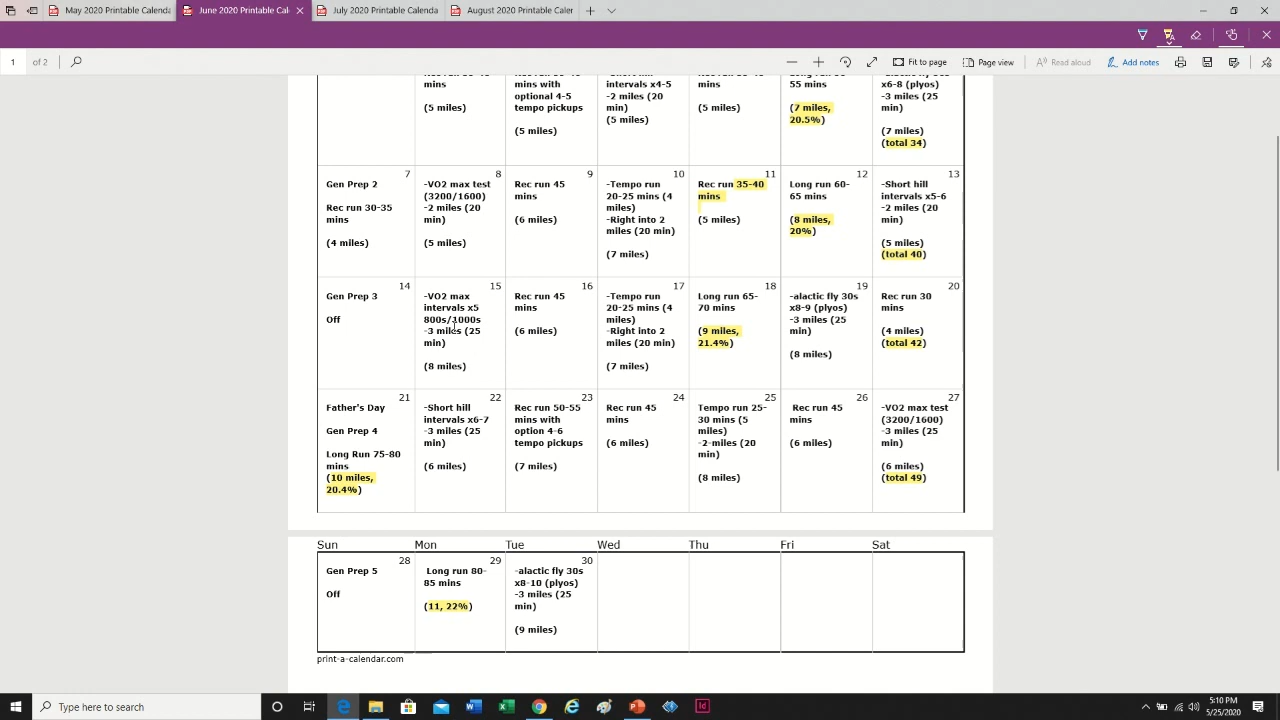 May 2020 Printable Calenda
June 2020 Printable Cal
July 2020 Printable Calenda
August 2020 Printable Caler
1 of 2
Fit to page
Page view
Read aloud
Add notes
mins
(5 miles)
mins with
optional 4-5
tempo pickups
(5 miles)
intervals x4-5
-2 miles (20
min)
(5 miles)
mins
(5 miles)
55 mins
(7 miles,
20.5%)
x6-8 (plyos)
-3 miles (25
min)
(7 miles)
(total 34)
7
Gen Prep 2
Rec run 30-35
mins
(4 miles)
8
-VO2 max test
(3200/1600)
-2 miles (20
min)
(5 miles)
9
Rec run 45
mins
(6 miles)
10
-Tempo run
20-25 mins (4
miles)
-Right into 2
miles (20 min)
(7 miles)
11
Rec run 35-40
mins
(5 miles)
12
Long run 60-
65 mins
(8 miles,
20%)
13
-Short hill
intervals x5-6
-2 miles (20
min)
(5 miles)
(total 40)
14
Gen Prep 3
Off
15
-VO2 max
intervals x5
800s/1000s
-3 miles (25
min)
(8 miles)
16
Rec run 45
mins
(6 miles)
17
-Tempo run
20-25 mins (4
miles)
-Right into 2
miles (20 min)
(7 miles)
18
Long run 65-
70 mins
(9 miles,
21.4%)
19
-alactic fly 30s
x8-9 (plyos)
-3 miles (25
min)
(8 miles)
20
Rec run 30
mins
(4 miles)
(total 42)
21
Father's Day
Gen Prep 4
Long Run 75-80
mins
(10 miles,
20.4%)
22
-Short hill
intervals x6-7
-3 miles (25
min)
(6 miles)
23
Rec run 50-55
mins with
option 4-6
tempo pickups
(7 miles)
24
Rec run 45
mins
(6 miles)
25
Tempo run 25-
30 mins (5
miles)
-2-miles (20
min)
(8 miles)
26
Rec run 45
mins
(6 miles)
27
-VO2 max test
(3200/1600)
-3 miles (25
min)
(6 miles)
(total 49)
Sun Mon Tue Wed Thu Fri Sat
28
Gen Prep 5
Off
29
Long run 80-
85 mins
(11, 22%)
30
-alactic fly 30s
x8-10 (plyos)
-3 miles (25
min)
(9 miles)
print-a-calendar.com
Type here to search
5:10 PM
5/25/2020